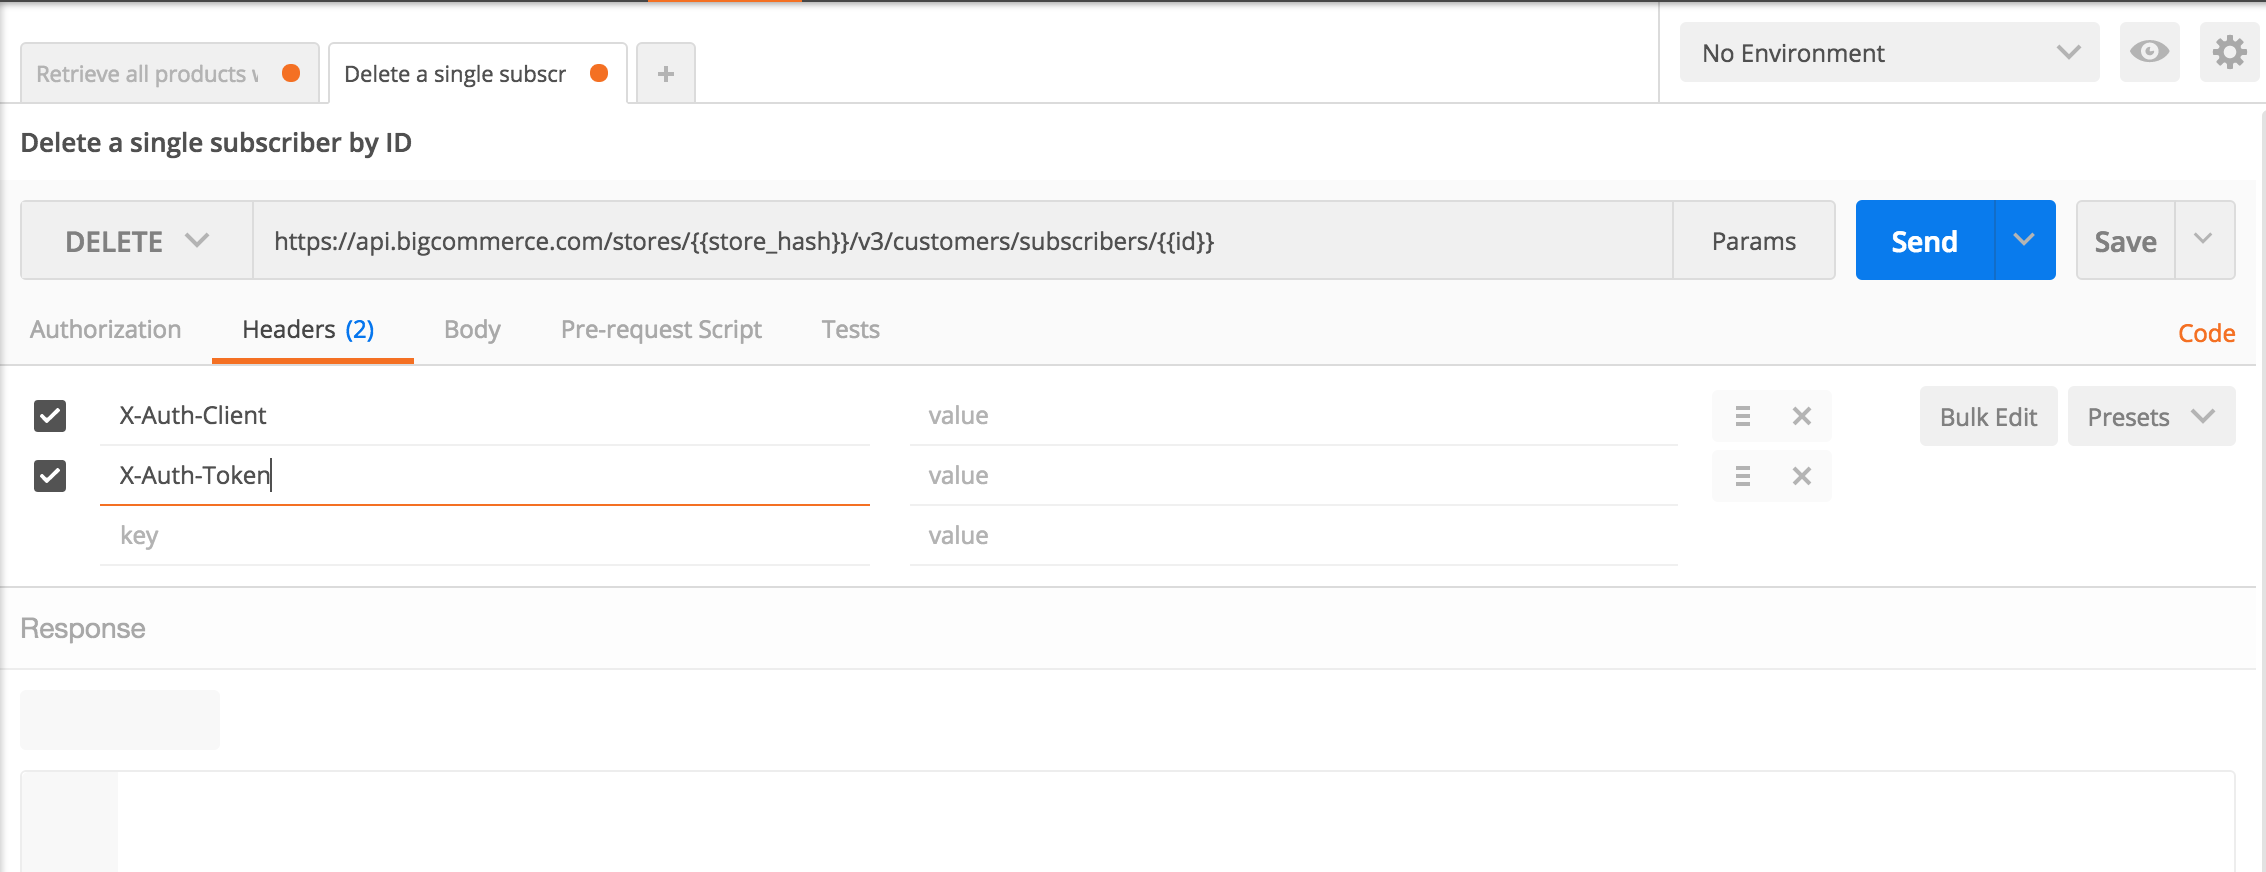 Retrieve all products
Delete a single subscr
+
No Environment
Delete a single subscriber by ID
DELETE
https://api.bigcommerce.com/stores/{{store_hash}}/v3/customers/subscribers/{{id}}
Params
Send
Save
Authorization
Headers (2)
Body
Pre-request Script
Tests
Code
X-Auth-Client
value
Bulk Edit
Presets
X-Auth-Token
value
key
value
Response